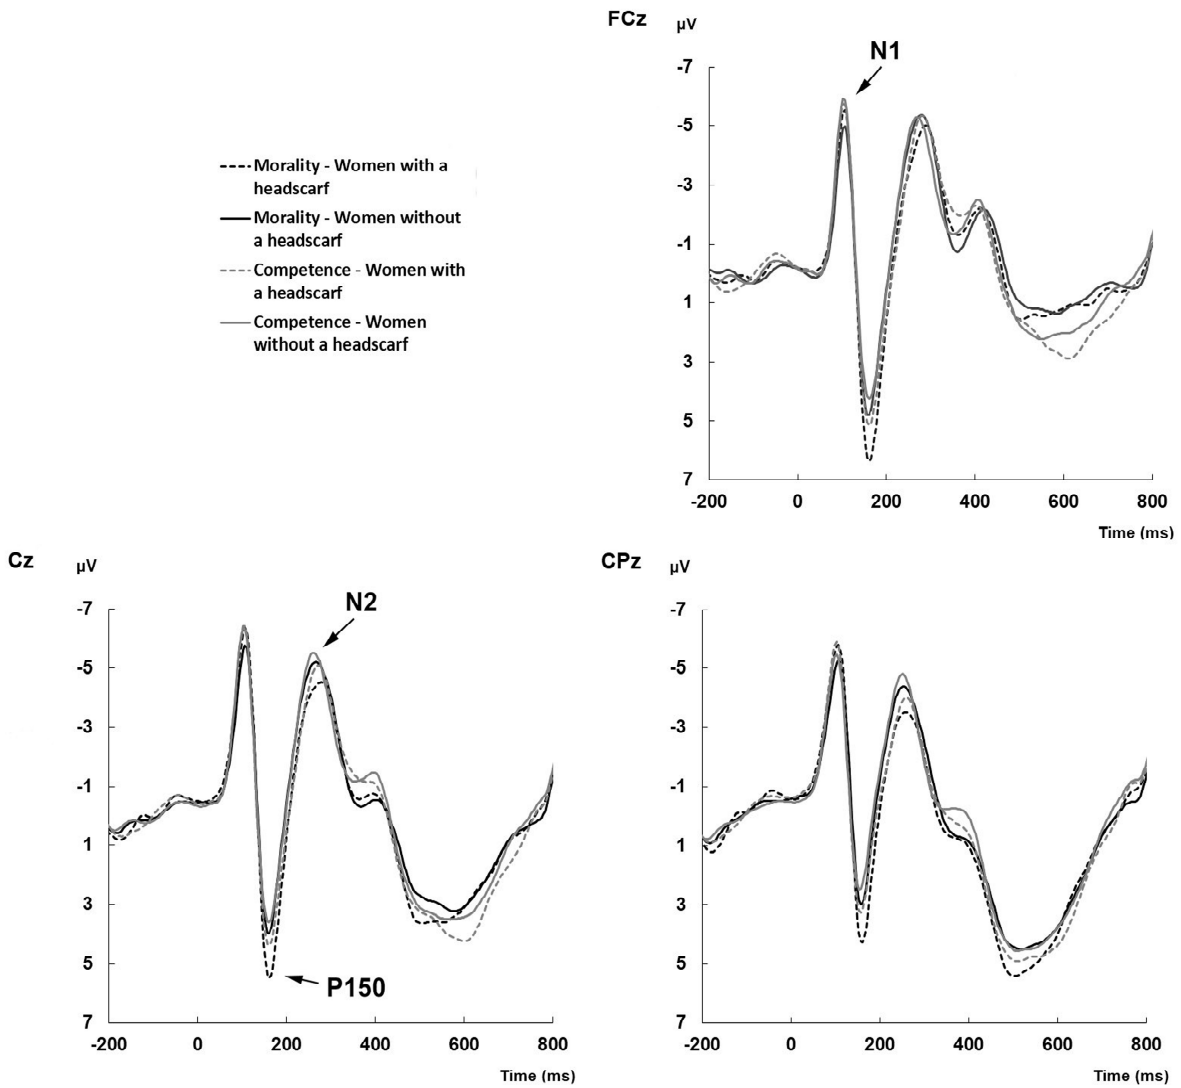 FCz
µV
N1
-7
-5
-3
-1
1
3
5
7
-200 0 200 400 600 800
Time (ms)
Morality - Women with a
headscarf
Morality - Women without
a headscarf
Competence - Women with
a headscarf
Competence - Women
without a headscarf
Cz
µV
N2
P150
-7
-5
-3
-1
1
3
5
7
-200 0 200 400 600 800
Time (ms)
CPz
µV
-7
-5
-3
-1
1
3
5
7
-200 0 200 400 600 800
Time (ms)